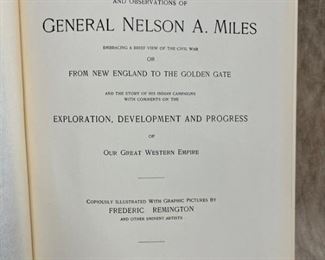 AND OBSERVATIONS OF
GENERAL NELSON A. MILES
EMBRACING A BRIEF VIEW OF THE CIVIL WAR
OR
FROM NEW ENGLAND TO THE GOLDEN GATE
AND THE STORY OF HIS INDIAN CAMPAIGNS
WITH COMMENTS ON THE
EXPLORATION, DEVELOPMENT AND PROGRESS
OF
OUR GREAT WESTERN EMPIRE
COPIOUSLY ILLUSTRATED WITH GRAPHIC PICTURES BY
FREDERIC REMINGTON
AND OTHER EMINENT ARTISTS